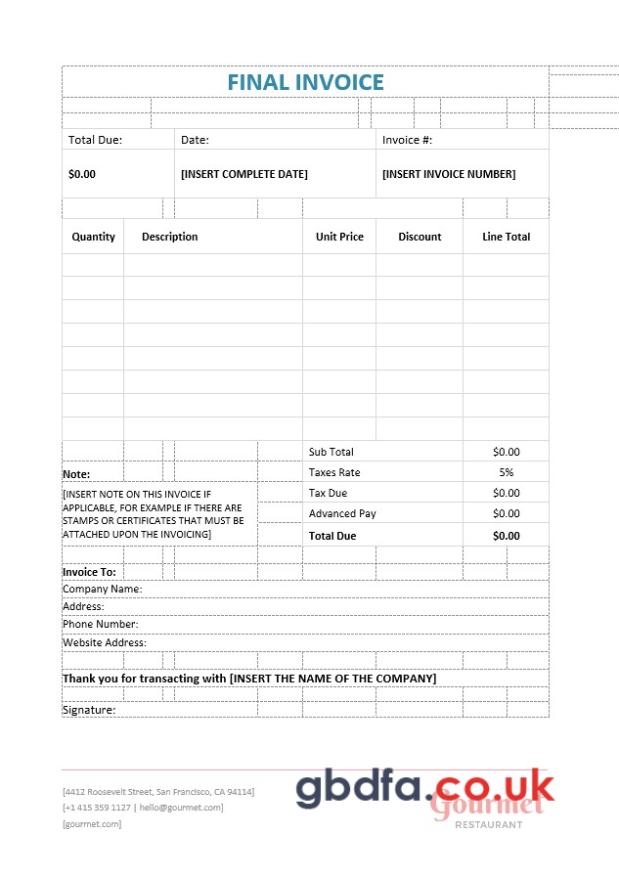 FINAL INVOICE
Total Due: Date: Invoice #:
$0.00 [INSERT COMPLETE DATE] [INSERT INVOICE NUMBER]
Quantity Description Unit Price Discount Line Total
Sub Total $0.00
Note: Taxes Rate 5%
[INSERT NOTE ON THIS INVOICE IF Tax Due $0.00
APPLICABLE, FOR EXAMPLE IF THERE ARE
STAMPS OR CERTIFICATES THAT MUST BE Advanced Pay $0.00
ATTACHED UPON THE INVOICING] Total Due $0.00
Invoice To:
Company Name:
Address:
Phone Number:
Website Address:
Thank you for transacting with [INSERT THE NAME OF THE COMPANY]
Signature:
[4412 Roosevelt Street, San Francisco, CA 94114]
[+1 415 359 1127 | hello@gourmet.com]
[gourmet.com]
gbdfa.co.uk
Gourmet
RESTAURANT